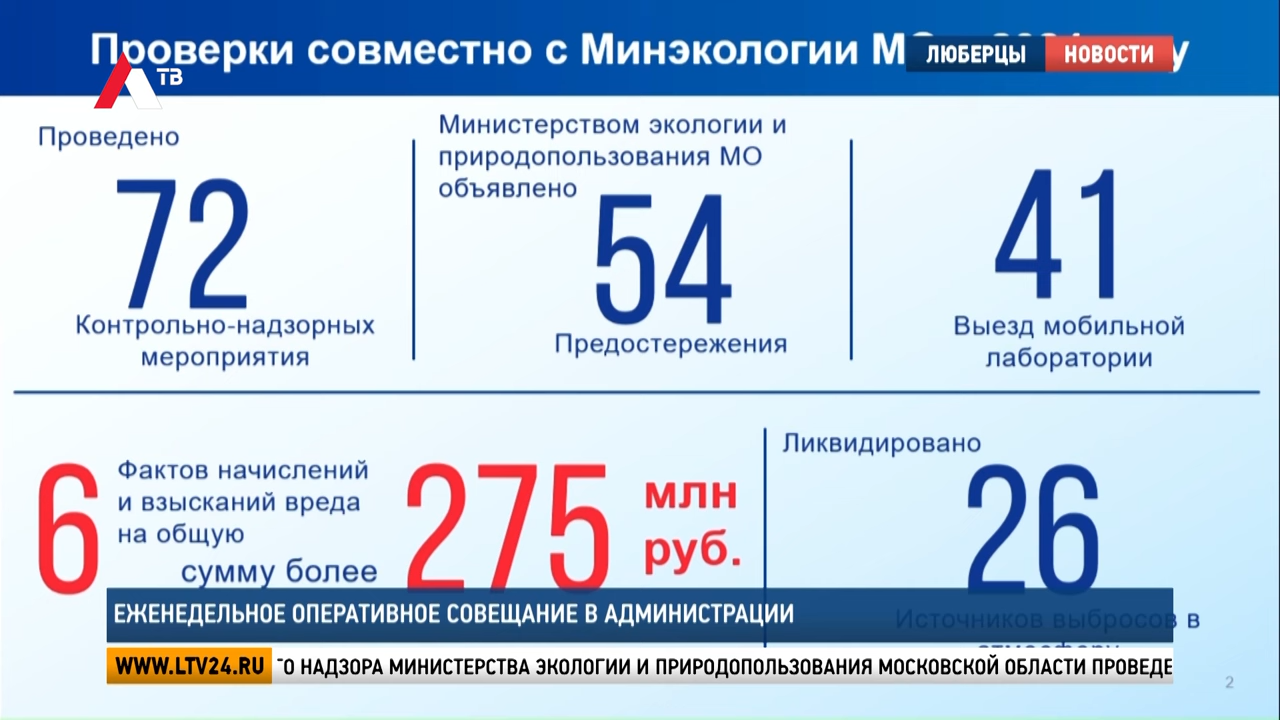 Проверки совместно с Минэкологии
ЛЮБЕРЦЫ НОВОСТИ
ТВ
Проведено
72
Контрольно-надзорных
мероприятия
Министерством экологии и
природопользования МО
объявлено
54
Предостережения
41
Выезд мобильной
лаборатории
6
Фактов начислений
и взысканий вреда
на общую
сумму более
275
млн
руб.
Ликвидировано
26
Источников выбросов в
атмосферу
ЕЖЕНЕДЕЛЬНОЕ ОПЕРАТИВНОЕ СОВЕЩАНИЕ В АДМИНИСТРАЦИИ
WWW.LTV24.RU
ГО НАДЗОРА МИНИСТЕРСТВА ЭКОЛОГИИ И ПРИРОДОПОЛЬЗОВАНИЯ МОСКОВСКОЙ ОБЛАСТИ ПРОВЕДЕ
2